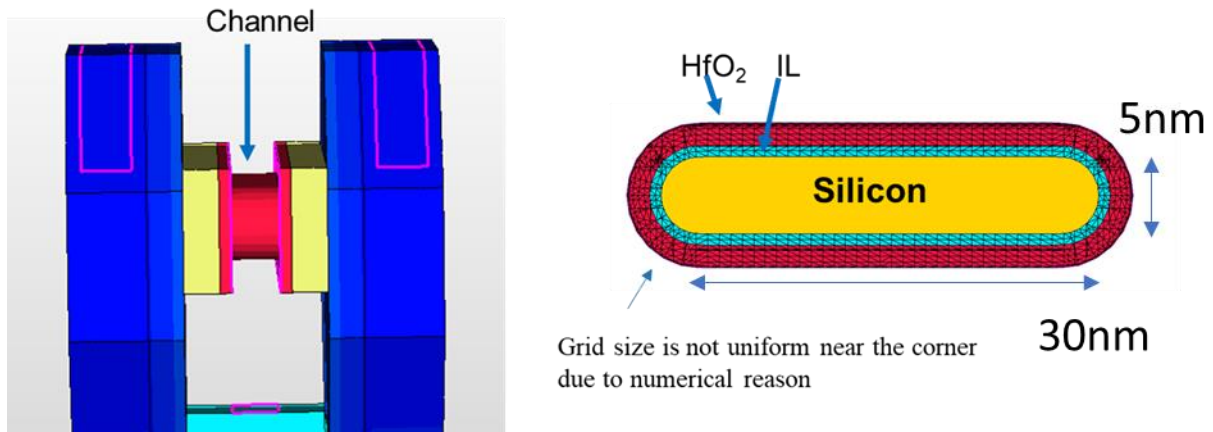 Channel
HfO₂ IL
5nm
Silicon
30nm
Grid size is not uniform near the corner
due to numerical reason